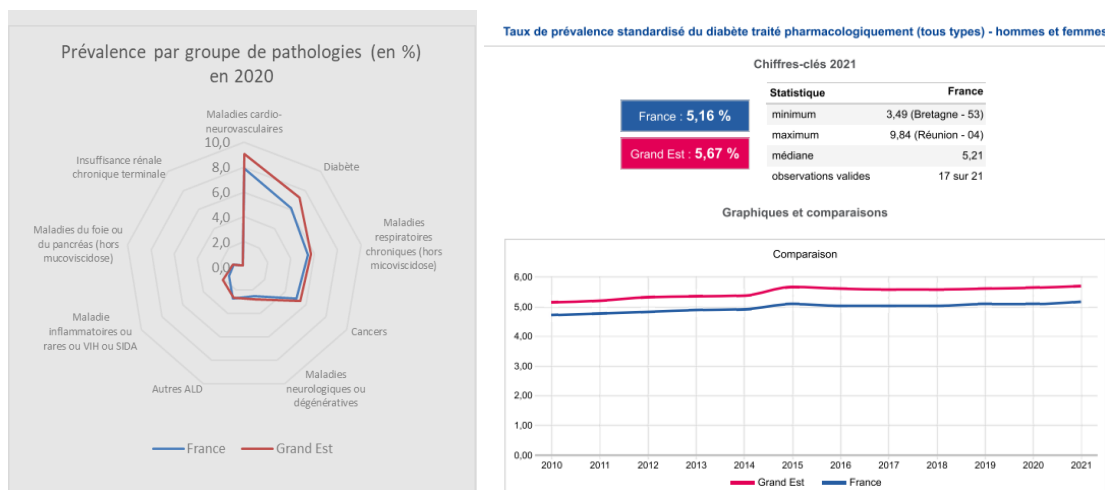 Prévalence par groupe de pathologies (en %)
en 2020
Maladies cardio-
neurovasculaires
10,0
8,0
6,0
4,0
2,0
0,0
Diabète
Maladies
respiratoires
chroniques (hors
micoviscidose)
Cancers
Maladies
neurologiques ou
dégénératives
Autres ALD
Maladie
inflammatoires ou
rares ou VIH ou SIDA
Maladies du foie ou
du pancréas (hors
mucoviscidose)
Insuffisance rénale
chronique terminale
France
Grand Est
Taux de prévalence standardisé du diabète traité pharmacologiquement (tous types) - hommes et femmes
Chiffres-clés 2021
France : 5,16 %
Grand Est : 5,67 %
Statistique France
minimum 3,49 (Bretagne - 53)
maximum 9,84 (Réunion - 04)
médiane 5,21
observations valides 17 sur 21
Graphiques et comparaisons
Comparaison
6,00
5,00
4,00
3,00
2,00
1,00
0,00
2010 2011 2012 2013 2014 2015 2016 2017 2018 2019 2020 2021
Grand Est France